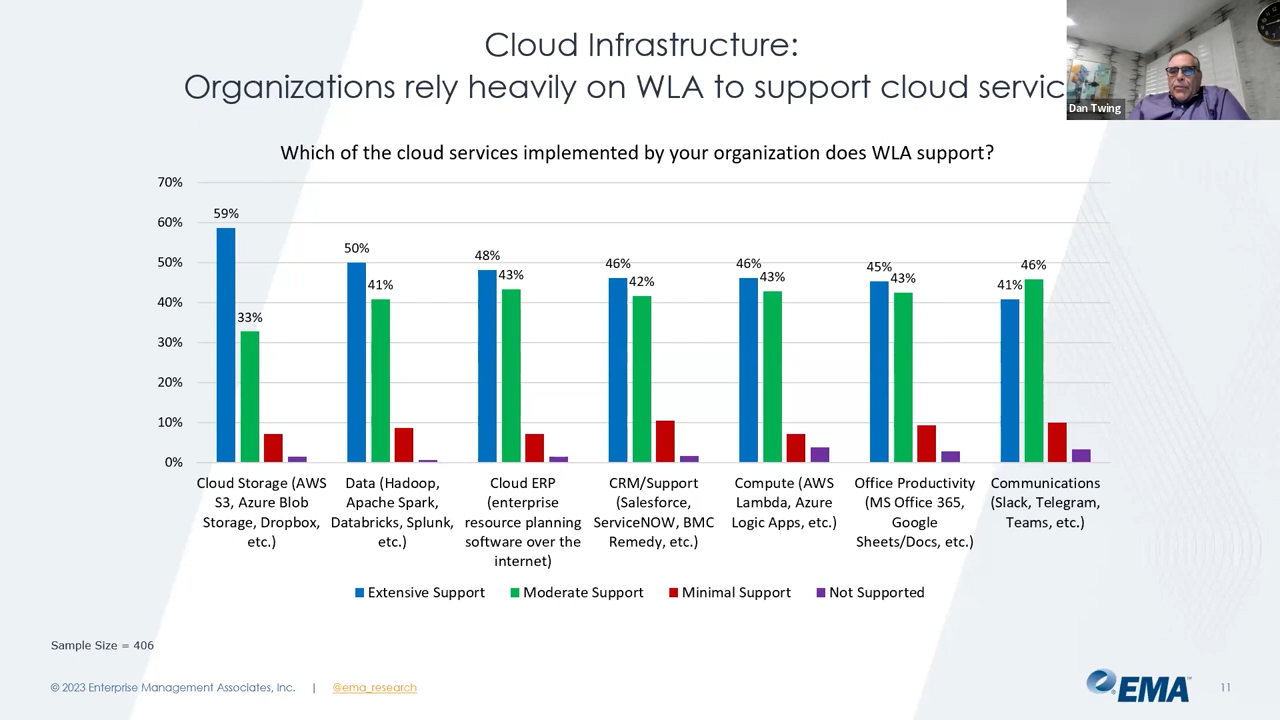 Cloud Infrastructure:
Organizations rely heavily on WLA to support cloud servic
Dan Twing
Which of the cloud services implemented by your organization does WLA support?
70%
60%
50%
40%
30%
20%
10%
0%
59%
33%
50%
41%
48%
43%
46%
42%
46%
43%
45%
43%
41%
46%
Cloud Storage (AWS
S3, Azure Blob
Storage, Dropbox,
etc.)
Data (Hadoop,
Apache Spark,
Databricks, Splunk,
etc.)
Cloud ERP
(enterprise
resource planning
software over the
internet)
CRM/Support
(Salesforce,
ServiceNOW, BMC
Remedy, etc.)
Compute (AWS
Lambda, Azure
Logic Apps, etc.)
Office Productivity
(MS Office 365,
Google
Sheets/Docs, etc.)
Communications
(Slack, Telegram,
Teams, etc.)
Extensive Support
Moderate Support
Minimal Support
Not Supported
Sample Size = 406
© 2023 Enterprise Management Associates, Inc. | @ema_research
EMA™
11